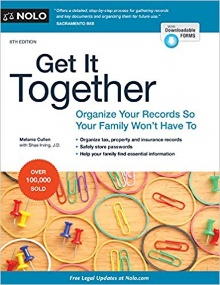 NOLO
"Offers a detailed, step-by-step process for gathering records
and key documents and organizing them for future use."
SACRAMENTO BEE
with
Downloadable
FORMS
8TH EDITION
Get It
Together
Organize Your Records So
Your Family Won't Have To
Melanie Cullen
with Shae Irving, J.D.
• Organize tax, property and insurance records
• Safely store passwords
• Help your family find essential information
OVER
100,000
SOLD
Free Legal Updates at Nolo.com